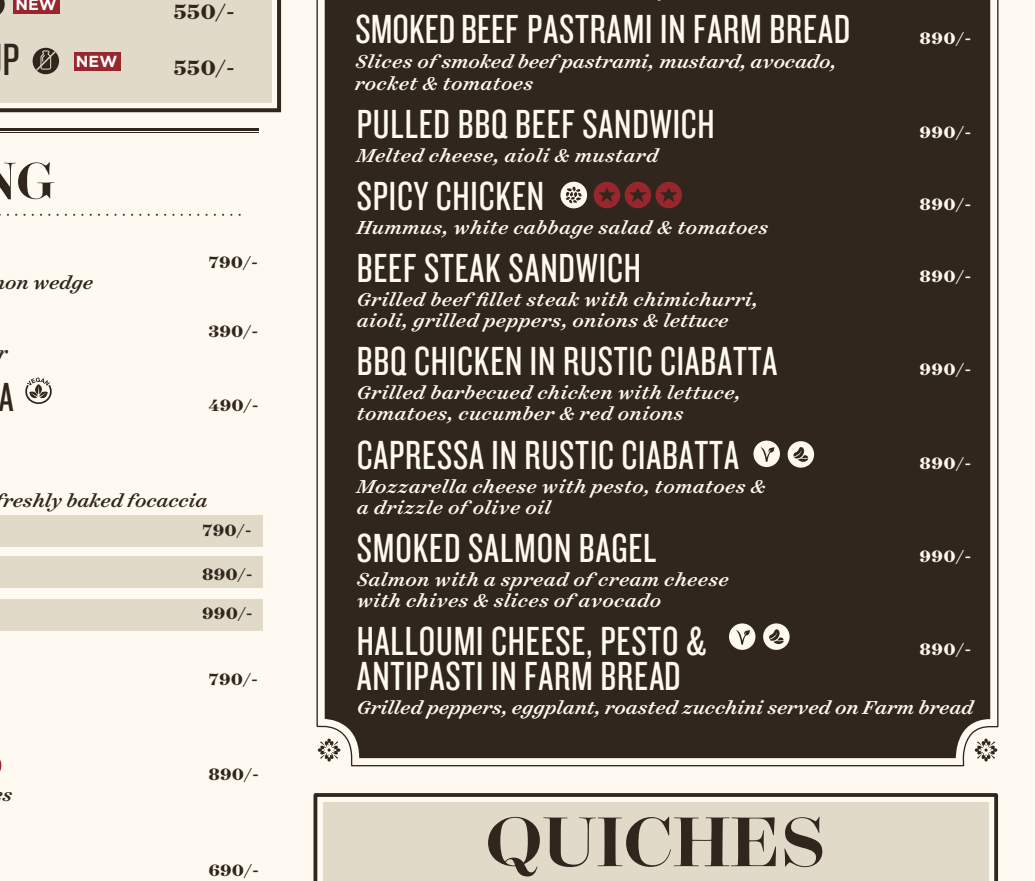 NEW
550/-
UP NEW 550/-
NG
790/-
mon wedge
390/-
r
A VEGAN 490/-
freshly baked focaccia
790/-
890/-
990/-
790/-
890/-
es
690/-
SMOKED BEEF PASTRAMI IN FARM BREAD 890/-
Slices of smoked beef pastrami, mustard, avocado,
rocket & tomatoes
PULLED BBQ BEEF SANDWICH 990/-
Melted cheese, aioli & mustard
SPICY CHICKEN 890/-
Hummus, white cabbage salad & tomatoes
BEEF STEAK SANDWICH 890/-
Grilled beef fillet steak with chimichurri,
aioli, grilled peppers, onions & lettuce
BBQ CHICKEN IN RUSTIC CIABATTA 990/-
Grilled barbecued chicken with lettuce,
tomatoes, cucumber & red onions
CAPRESSA IN RUSTIC CIABATTA V 890/-
Mozzarella cheese with pesto, tomatoes &
a drizzle of olive oil
SMOKED SALMON BAGEL 990/-
Salmon with a spread of cream cheese
with chives & slices of avocado
HALLOUMI CHEESE, PESTO & V 890/-
ANTIPASTI IN FARM BREAD
Grilled peppers, eggplant, roasted zucchini served on Farm bread
QUICHES